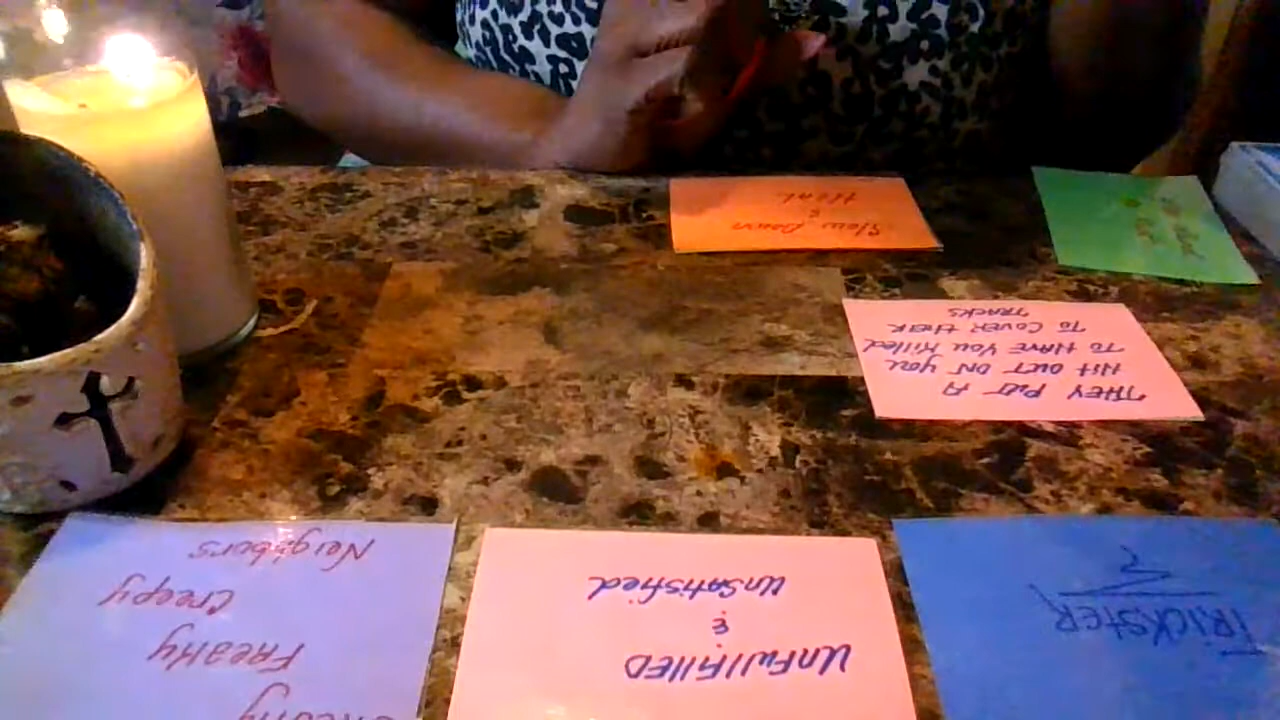 Slow Down
&
Heal
THEY PUT A
HIT OUT ON YOU
TO HAVE YOU Killed
TO COVER their
TRACKS
Freaky
Creepy
Neighbors
UNFulFIllED
&
UnSatisfied
TRICKSTER